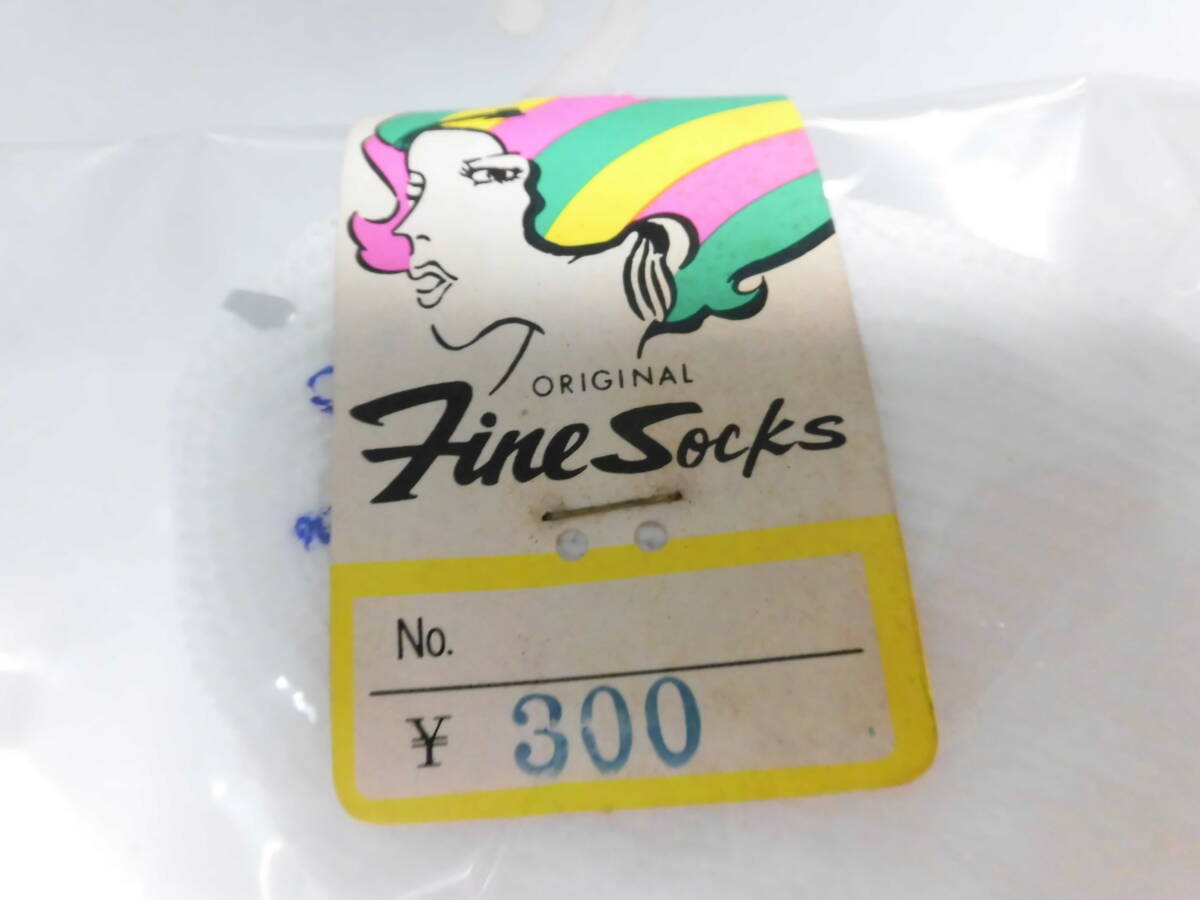 ORIGINAL
Fine Socks
No.
¥ 300